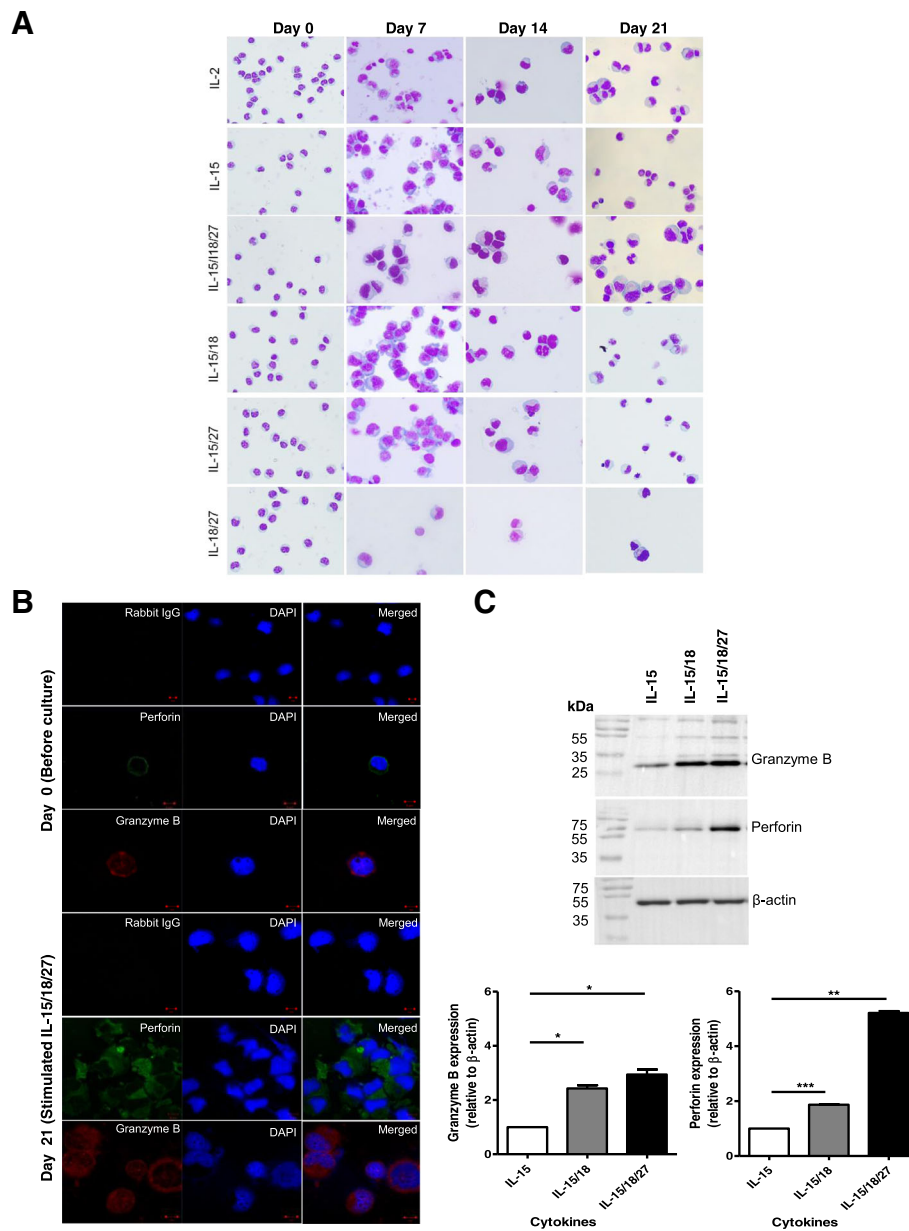 A
Day 0 Day 7 Day 14 Day 21
IL-2
IL-15
IL-15/I18/27
IL-15/18
IL-15/27
IL-18/27
B
Day 0 (Before culture)
Rabbit IgG DAPI Merged
Perforin DAPI Merged
Granzyme B DAPI Merged
Day 21 (Stimulated IL-15/18/27)
Rabbit IgG DAPI Merged
Perforin DAPI Merged
Granzyme B DAPI Merged
C
IL-15 IL-15/18 IL-15/18/27
kDa
55
35
25
Granzyme B
75
55
35
Perforin
75
55
35
β-actin
Granzyme B expression
(relative to β-actin)
6
4
2
0
*
*
IL-15 IL-15/18 IL-15/18/27
Cytokines
Perforin expression
(relative to β-actin)
6
4
2
0
**
***
IL-15 IL-15/18 IL-15/18/27
Cytokines